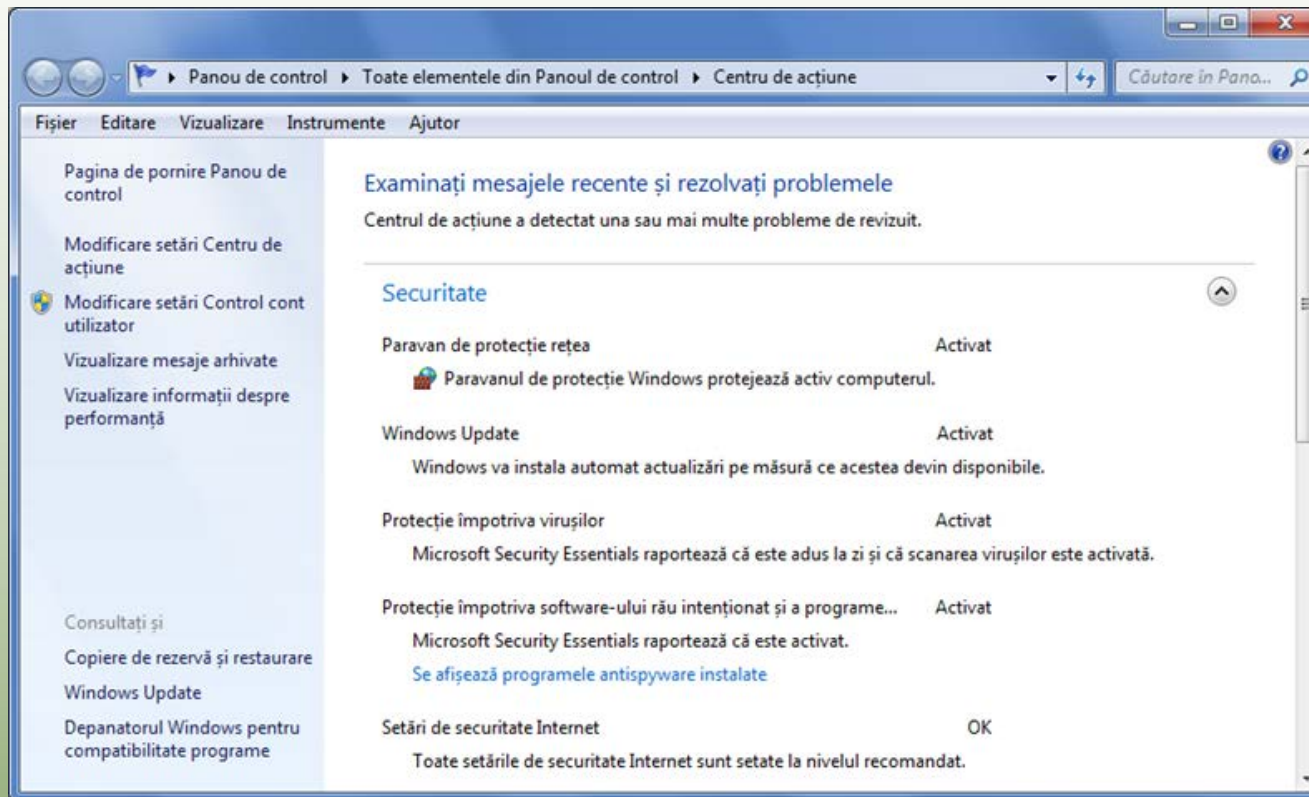 Panou de control ▸ Toate elementele din Panoul de control ▸ Centru de acțiune
Căutare în Pano...
Fișier Editare Vizualizare Instrumente Ajutor
Pagina de pornire Panou de
control
Modificare setări Centru de
acțiune
Modificare setări Control cont
utilizator
Vizualizare mesaje arhivate
Vizualizare informații despre
performanță
Consultați și
Copiere de rezervă și restaurare
Windows Update
Depanatorul Windows pentru
compatibilitate programe
Examinați mesajele recente și rezolvați problemele
Centrul de acțiune a detectat una sau mai multe probleme de revizuit.
Securitate
Paravan de protecție rețea Activat
Paravanul de protecție Windows protejează activ computerul.
Windows Update Activat
Windows va instala automat actualizări pe măsură ce acestea devin disponibile.
Protecție împotriva virușilor Activat
Microsoft Security Essentials raportează că este adus la zi și că scanarea virușilor este activată.
Protecție împotriva software-ului rău intenționat și a programe... Activat
Microsoft Security Essentials raportează că este activat.
Se afișează programele antispyware instalate
Setări de securitate Internet OK
Toate setările de securitate Internet sunt setate la nivelul recomandat.